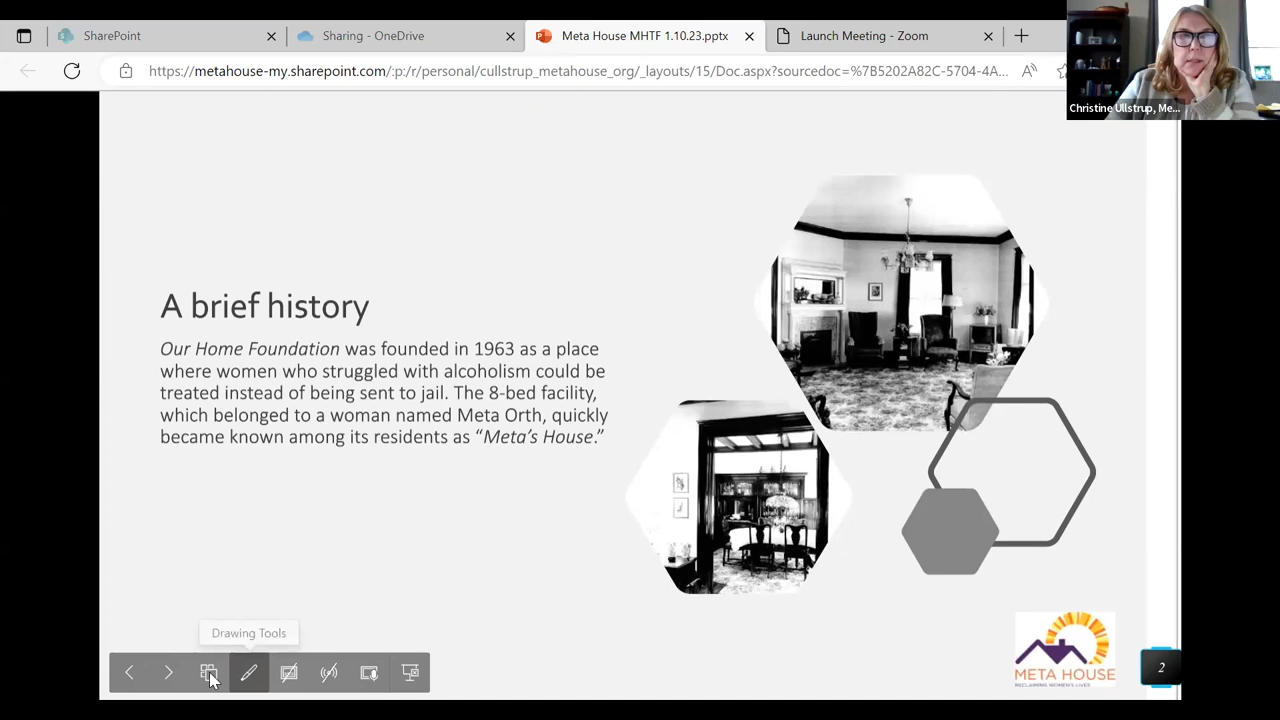 SharePoint
Sharing - OneDrive
Meta House MHTF 1.10.23.pptx
Launch Meeting - Zoom
https://metahouse-my.sharepoint.com/:p:/r/personal/cullstrup_metahouse_org/_layouts/15/Doc.aspx?sourcedoc=%7B5202A82C-5704-4A...
Christine Ullstrup, Me...
A brief history
Our Home Foundation was founded in 1963 as a place
where women who struggled with alcoholism could be
treated instead of being sent to jail. The 8-bed facility,
which belonged to a woman named Meta Orth, quickly
became known among its residents as “Meta’s House.”
Drawing Tools
META HOUSE
RECLAIMING WOMEN'S LIVES
2